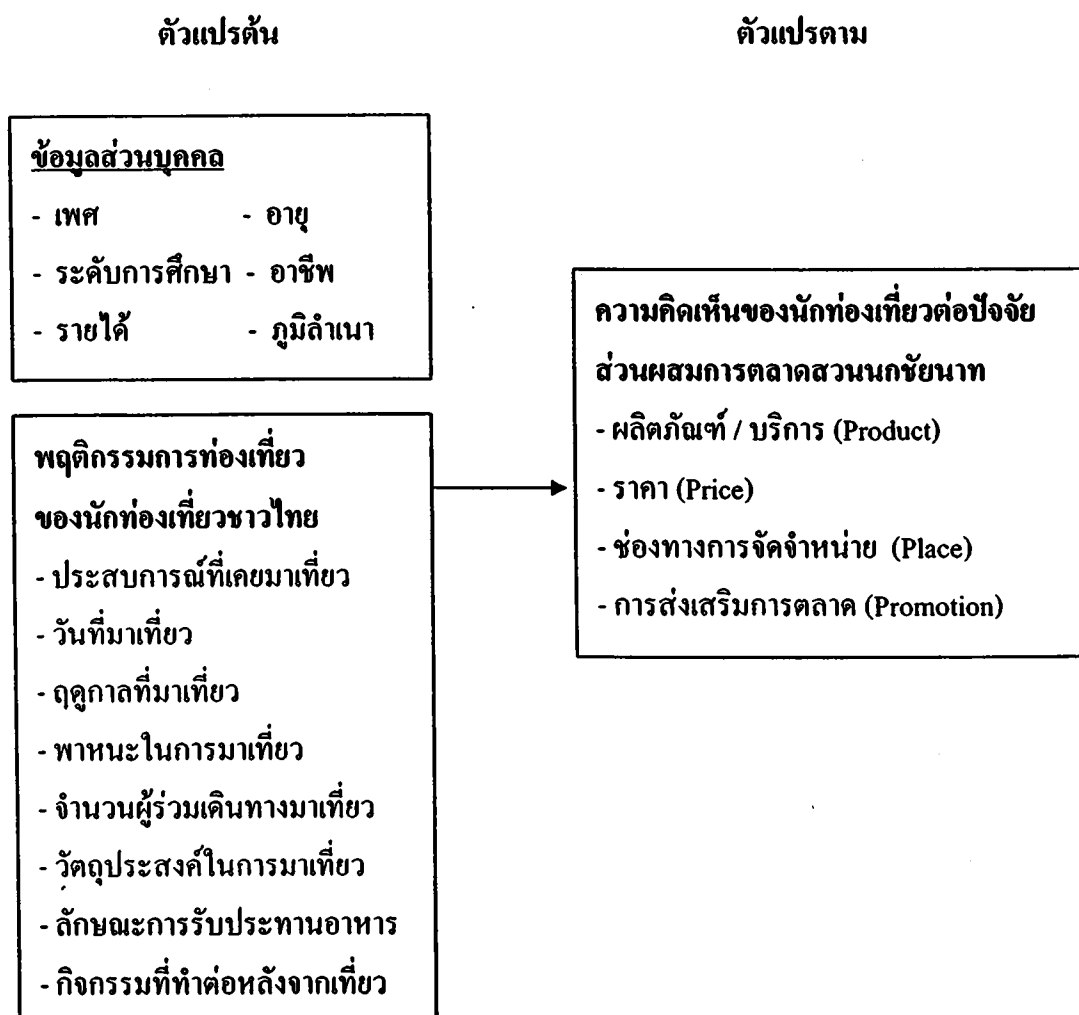 ตัวแปรต้น
ตัวแปรตาม
ข้อมูลส่วนบุคคล
- เพศ - อายุ
- ระดับการศึกษา - อาชีพ
- รายได้ - ภูมิลำเนา
พฤติกรรมการท่องเที่ยว
ของนักท่องเที่ยวชาวไทย
- ประสบการณ์ที่เคยมาเที่ยว
- วันที่มาเที่ยว
- ฤดูกาลที่มาเที่ยว
- พาหนะในการมาเที่ยว
- จำนวนผู้ร่วมเดินทางมาเที่ยว
- วัตถุประสงค์ในการมาเที่ยว
- ลักษณะการรับประทานอาหาร
- กิจกรรมที่ทำต่อหลังจากเที่ยว
ความคิดเห็นของนักท่องเที่ยวต่อปัจจัย
ส่วนผสมการตลาดสวนนกชัยนาท
- ผลิตภัณฑ์ / บริการ (Product)
- ราคา (Price)
- ช่องทางการจัดจำหน่าย (Place)
- การส่งเสริมการตลาด (Promotion)